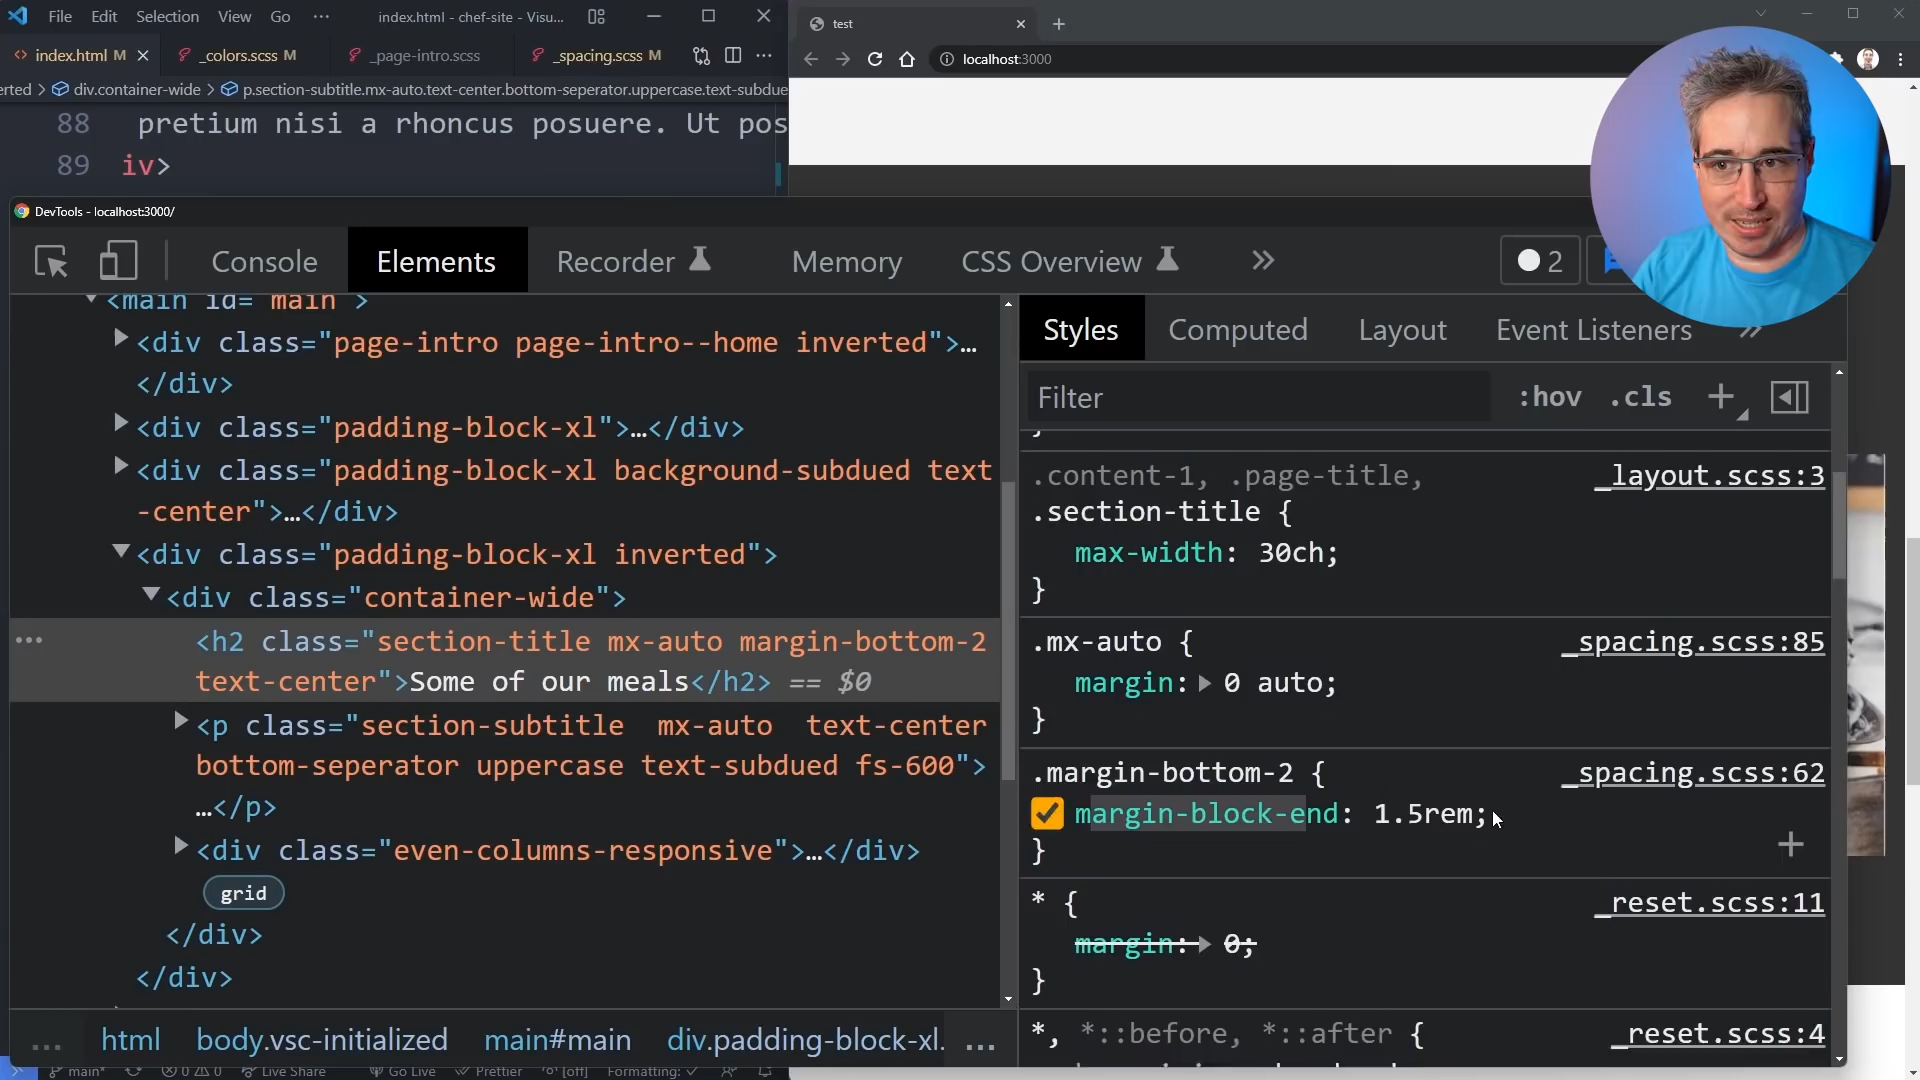 File Edit Selection View Go ··· index.html - chef-site - Visu...
index.html M _colors.scss M _page-intro.scss _spacing.scss M ···
erted > div.container-wide > p.section-subtitle.mx-auto.text-center.bottom-seperator.uppercase.text-subdue
88 pretium nisi a rhoncus posuere. Ut pos
89 iv>
test
localhost:3000
DevTools - localhost:3000/
Console Elements Recorder Memory CSS Overview 2
<main id="main">
<div class="page-intro page-intro--home inverted">…
</div>
<div class="padding-block-xl">…</div>
<div class="padding-block-xl background-subdued text
-center">…</div>
<div class="padding-block-xl inverted">
<div class="container-wide">
··· <h2 class="section-title mx-auto margin-bottom-2
text-center">Some of our meals</h2> == $0
<p class="section-subtitle mx-auto text-center
bottom-seperator uppercase text-subdued fs-600">
…</p>
<div class="even-columns-responsive">…</div>
grid
</div>
</div>
... html body.vsc-initialized main#main div.padding-block-xl. ...
Styles Computed Layout Event Listeners
Filter :hov .cls
}
.content-1, .page-title, _layout.scss:3
.section-title {
max-width: 30ch;
}
.mx-auto { _spacing.scss:85
margin: 0 auto;
}
.margin-bottom-2 { _spacing.scss:62
margin-block-end: 1.5rem;
}
* { _reset.scss:11
margin: 0;
}
*, *::before, *::after { _reset.scss:4
main* 0 0 Live Share Go Live Prettier [off] Formatting: